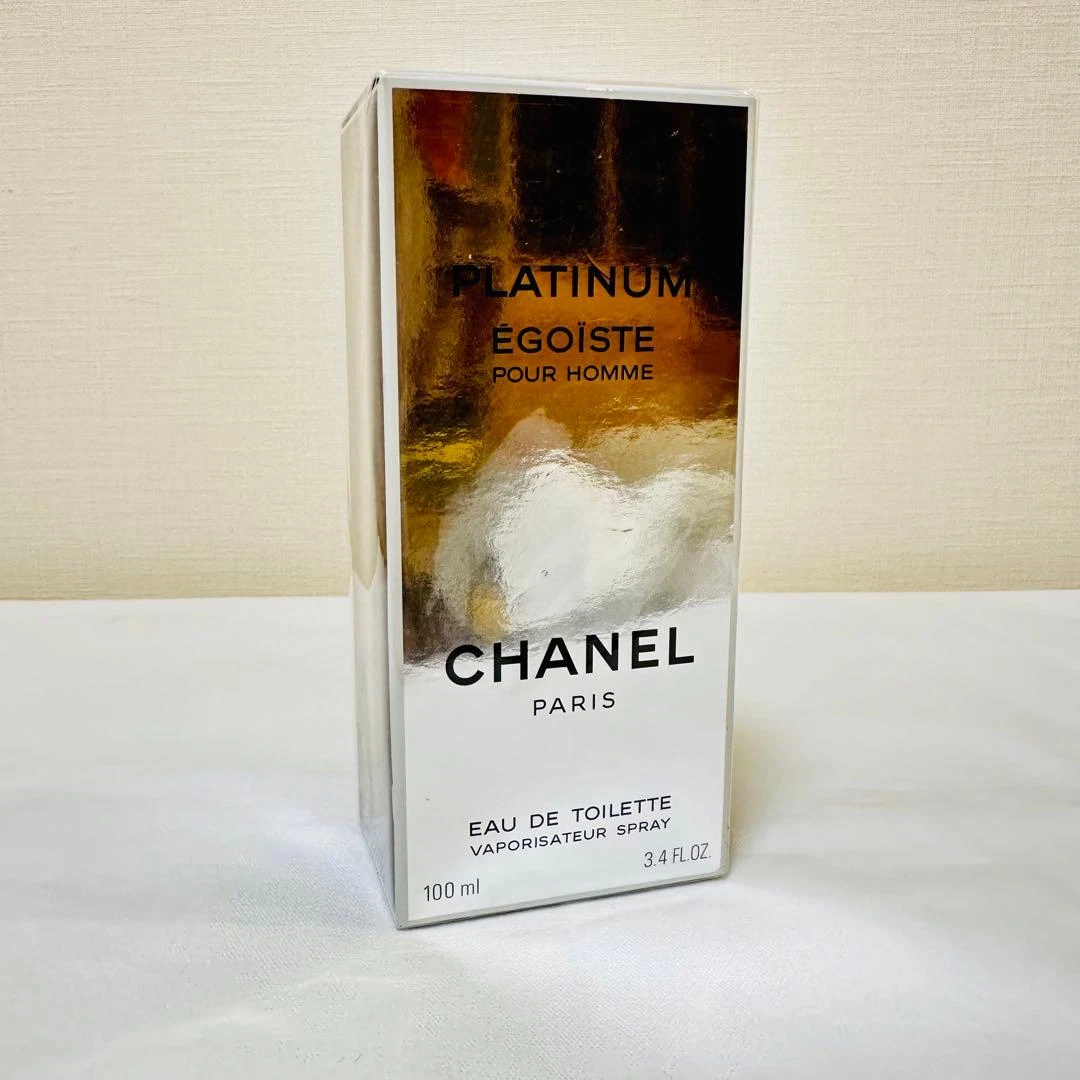 PLATINUM
ÉGOÏSTE
POUR HOMME
CHANEL
PARIS
EAU DE TOILETTE
VAPORISATEUR SPRAY
100 ml
3.4 FL.OZ.